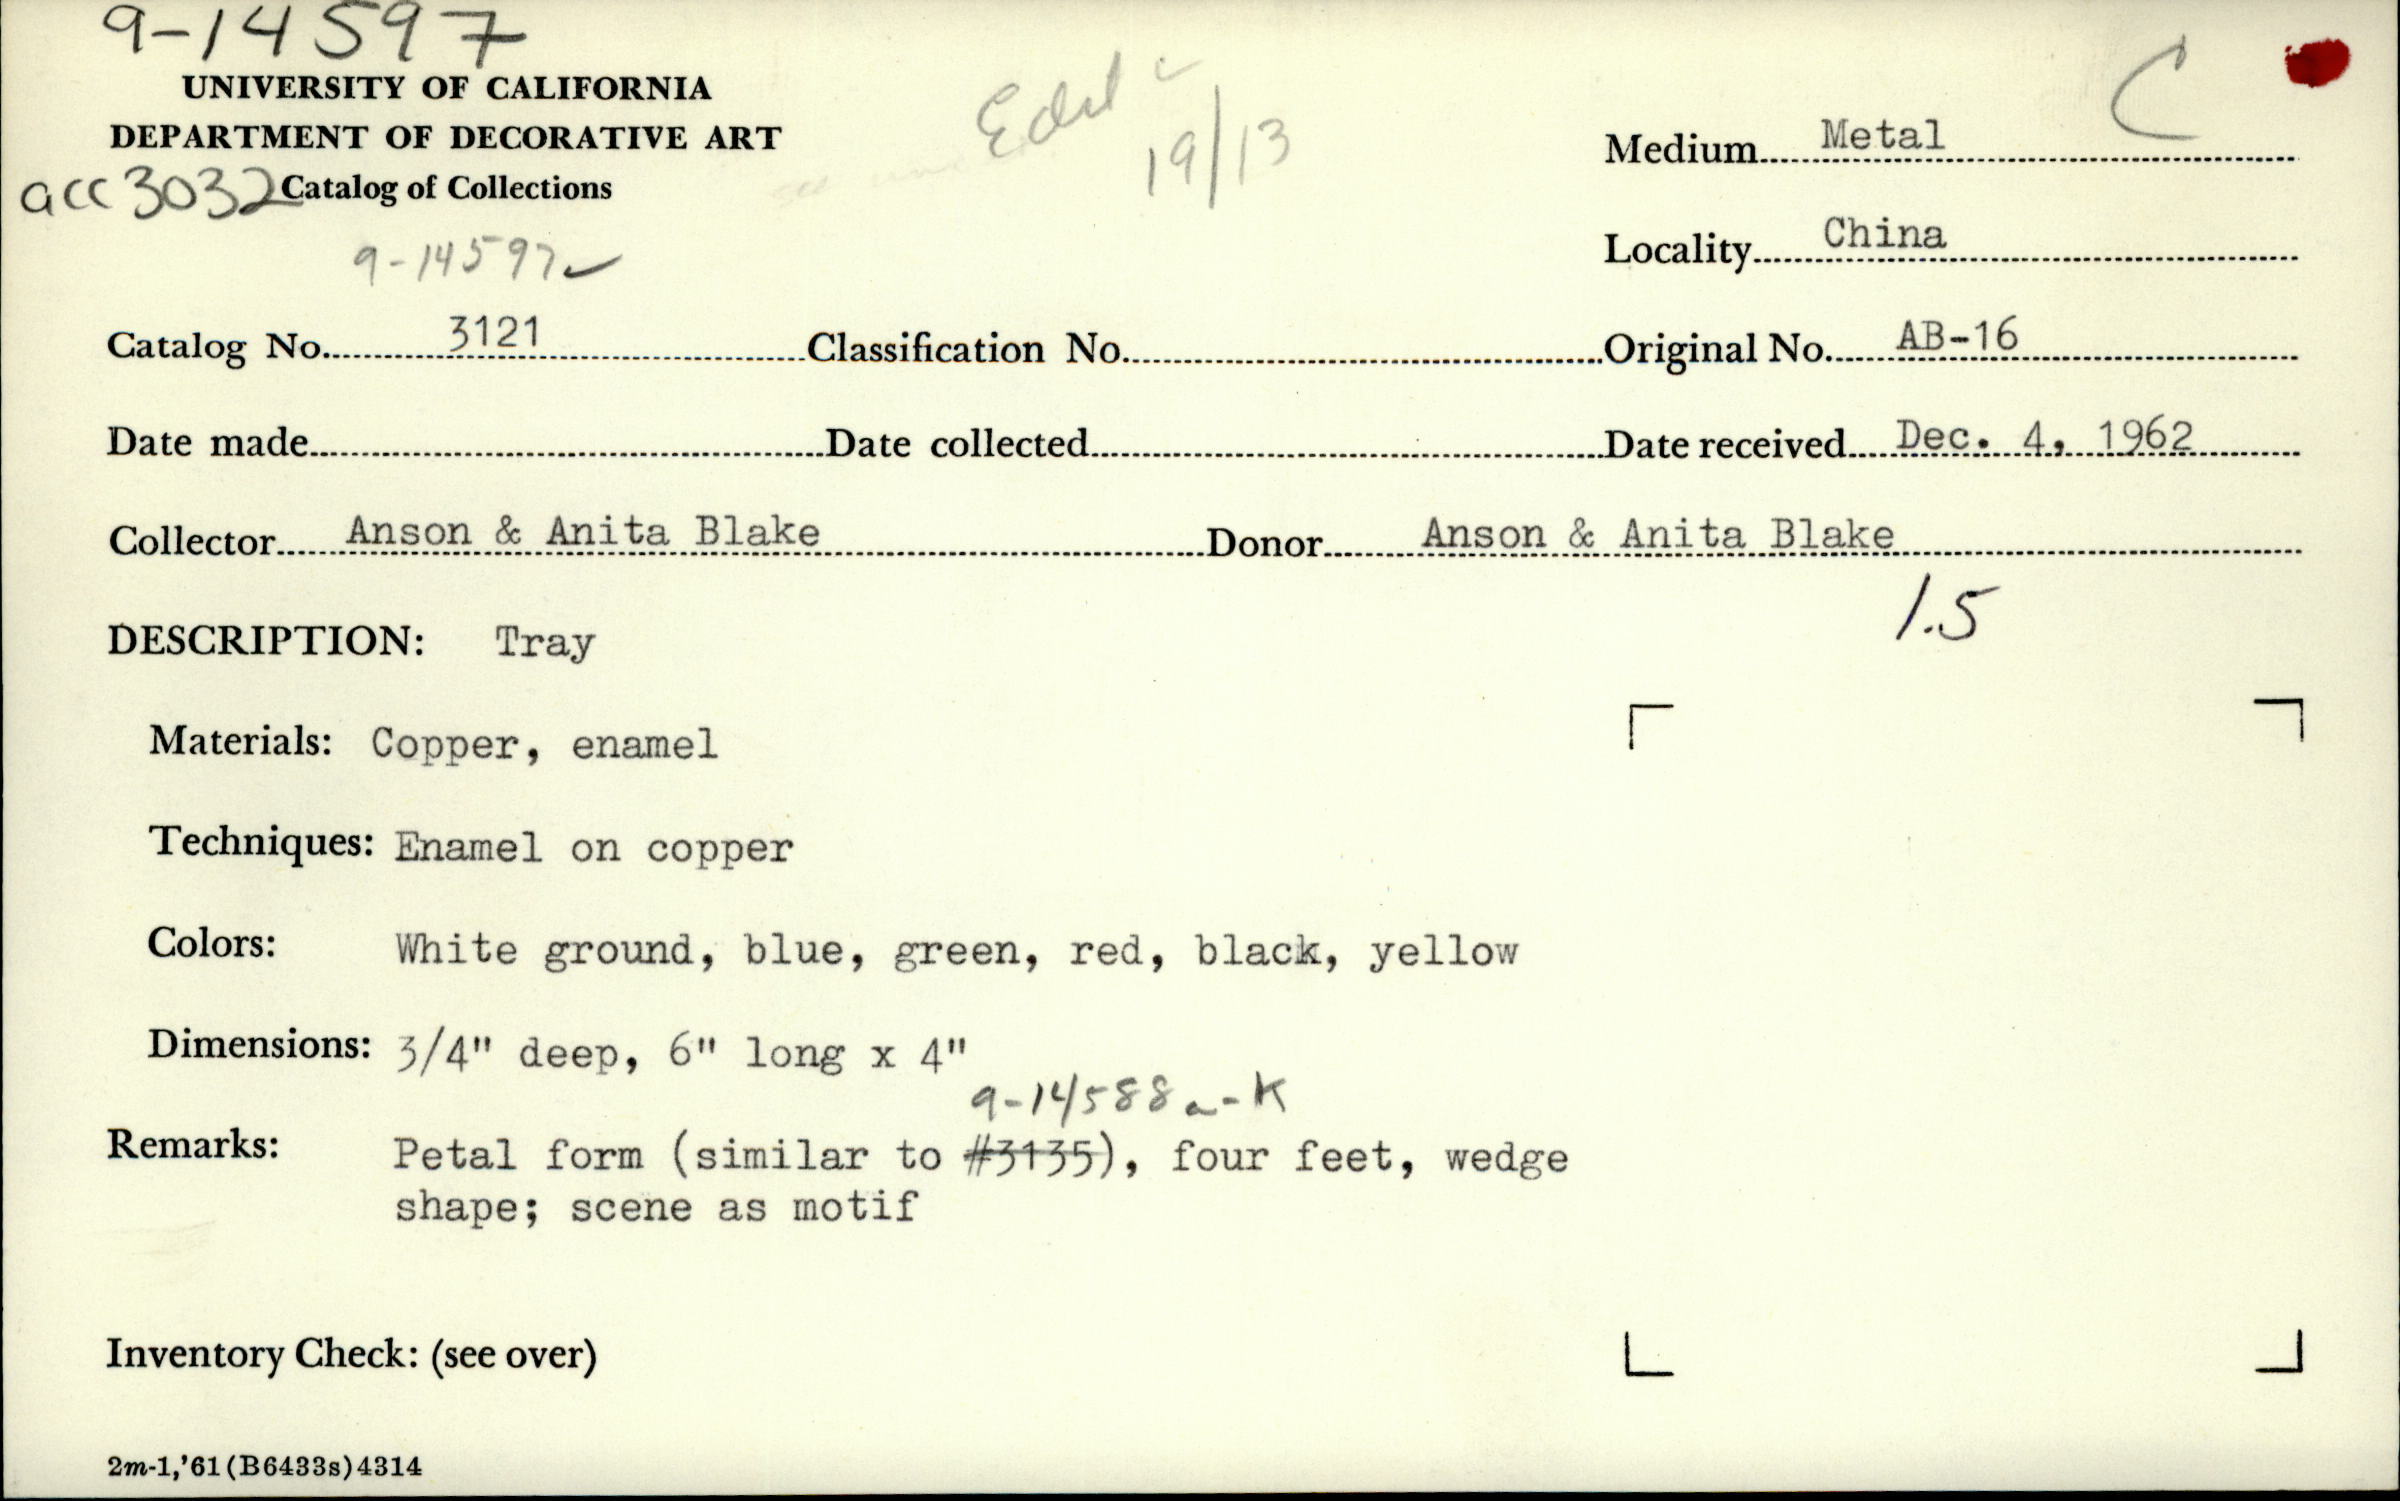 9-14597
UNIVERSITY OF CALIFORNIA
DEPARTMENT OF DECORATIVE ART
acc 3032 Catalog of Collections
9-14597 ✓
19/13
C
Medium Metal
Locality China
Catalog No. 3121 Classification No. Original No. AB-16
Date made Date collected Date received Dec. 4, 1962
Collector Anson & Anita Blake Donor Anson & Anita Blake
1.5
DESCRIPTION: Tray
Materials: Copper, enamel
Techniques: Enamel on copper
Colors: White ground, blue, green, red, black, yellow
Dimensions: 3/4" deep, 6" long x 4"
9-14588a-K
Remarks: Petal form (similar to #3135), four feet, wedge
shape; scene as motif
Inventory Check: (see over)
2m-1,'61(B6433s)4314